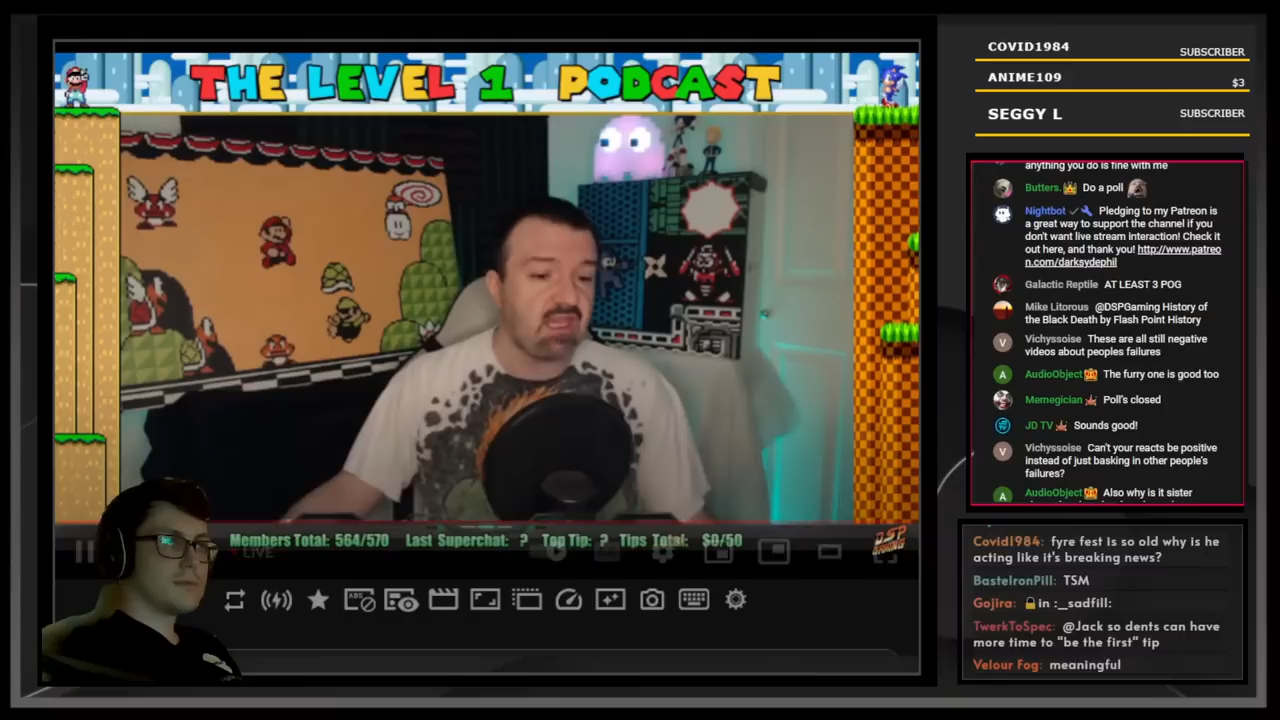 THE LEVEL 1 PODCAST
Members Total: 564/570 Last Superchat: ? Top Tip: ? Tips Total: $0/50
DSP
GAMING
LIVE
ABS
COVID1984 SUBSCRIBER
ANIME109 $3
SEGGY L SUBSCRIBER
anything you do is fine with me
Butters. Do a poll
Nightbot Pledging to my Patreon is
a great way to support the channel if you
don't want live stream interaction! Check it
out here, and thank you! http://www.patreo
n.com/darksydephil
Galactic Reptile AT LEAST 3 POG
Mike Litorous @DSPGaming History of
the Black Death by Flash Point History
V Vichyssoise These are all still negative
videos about peoples failures
A AudioObject The furry one is good too
Memegician Poll's closed
JD TV Sounds good!
V Vichyssoise Can't your reacts be positive
instead of just basking in other people's
failures?
A AudioObject Also why is it sister
Covid1984: fyre fest is so old why is he
acting like it's breaking news?
BasteIronPill: TSM
Gojira: in :_sadfill:
TwerkToSpec: @Jack so dents can have
more time to "be the first" tip
Velour Fog: meaningful